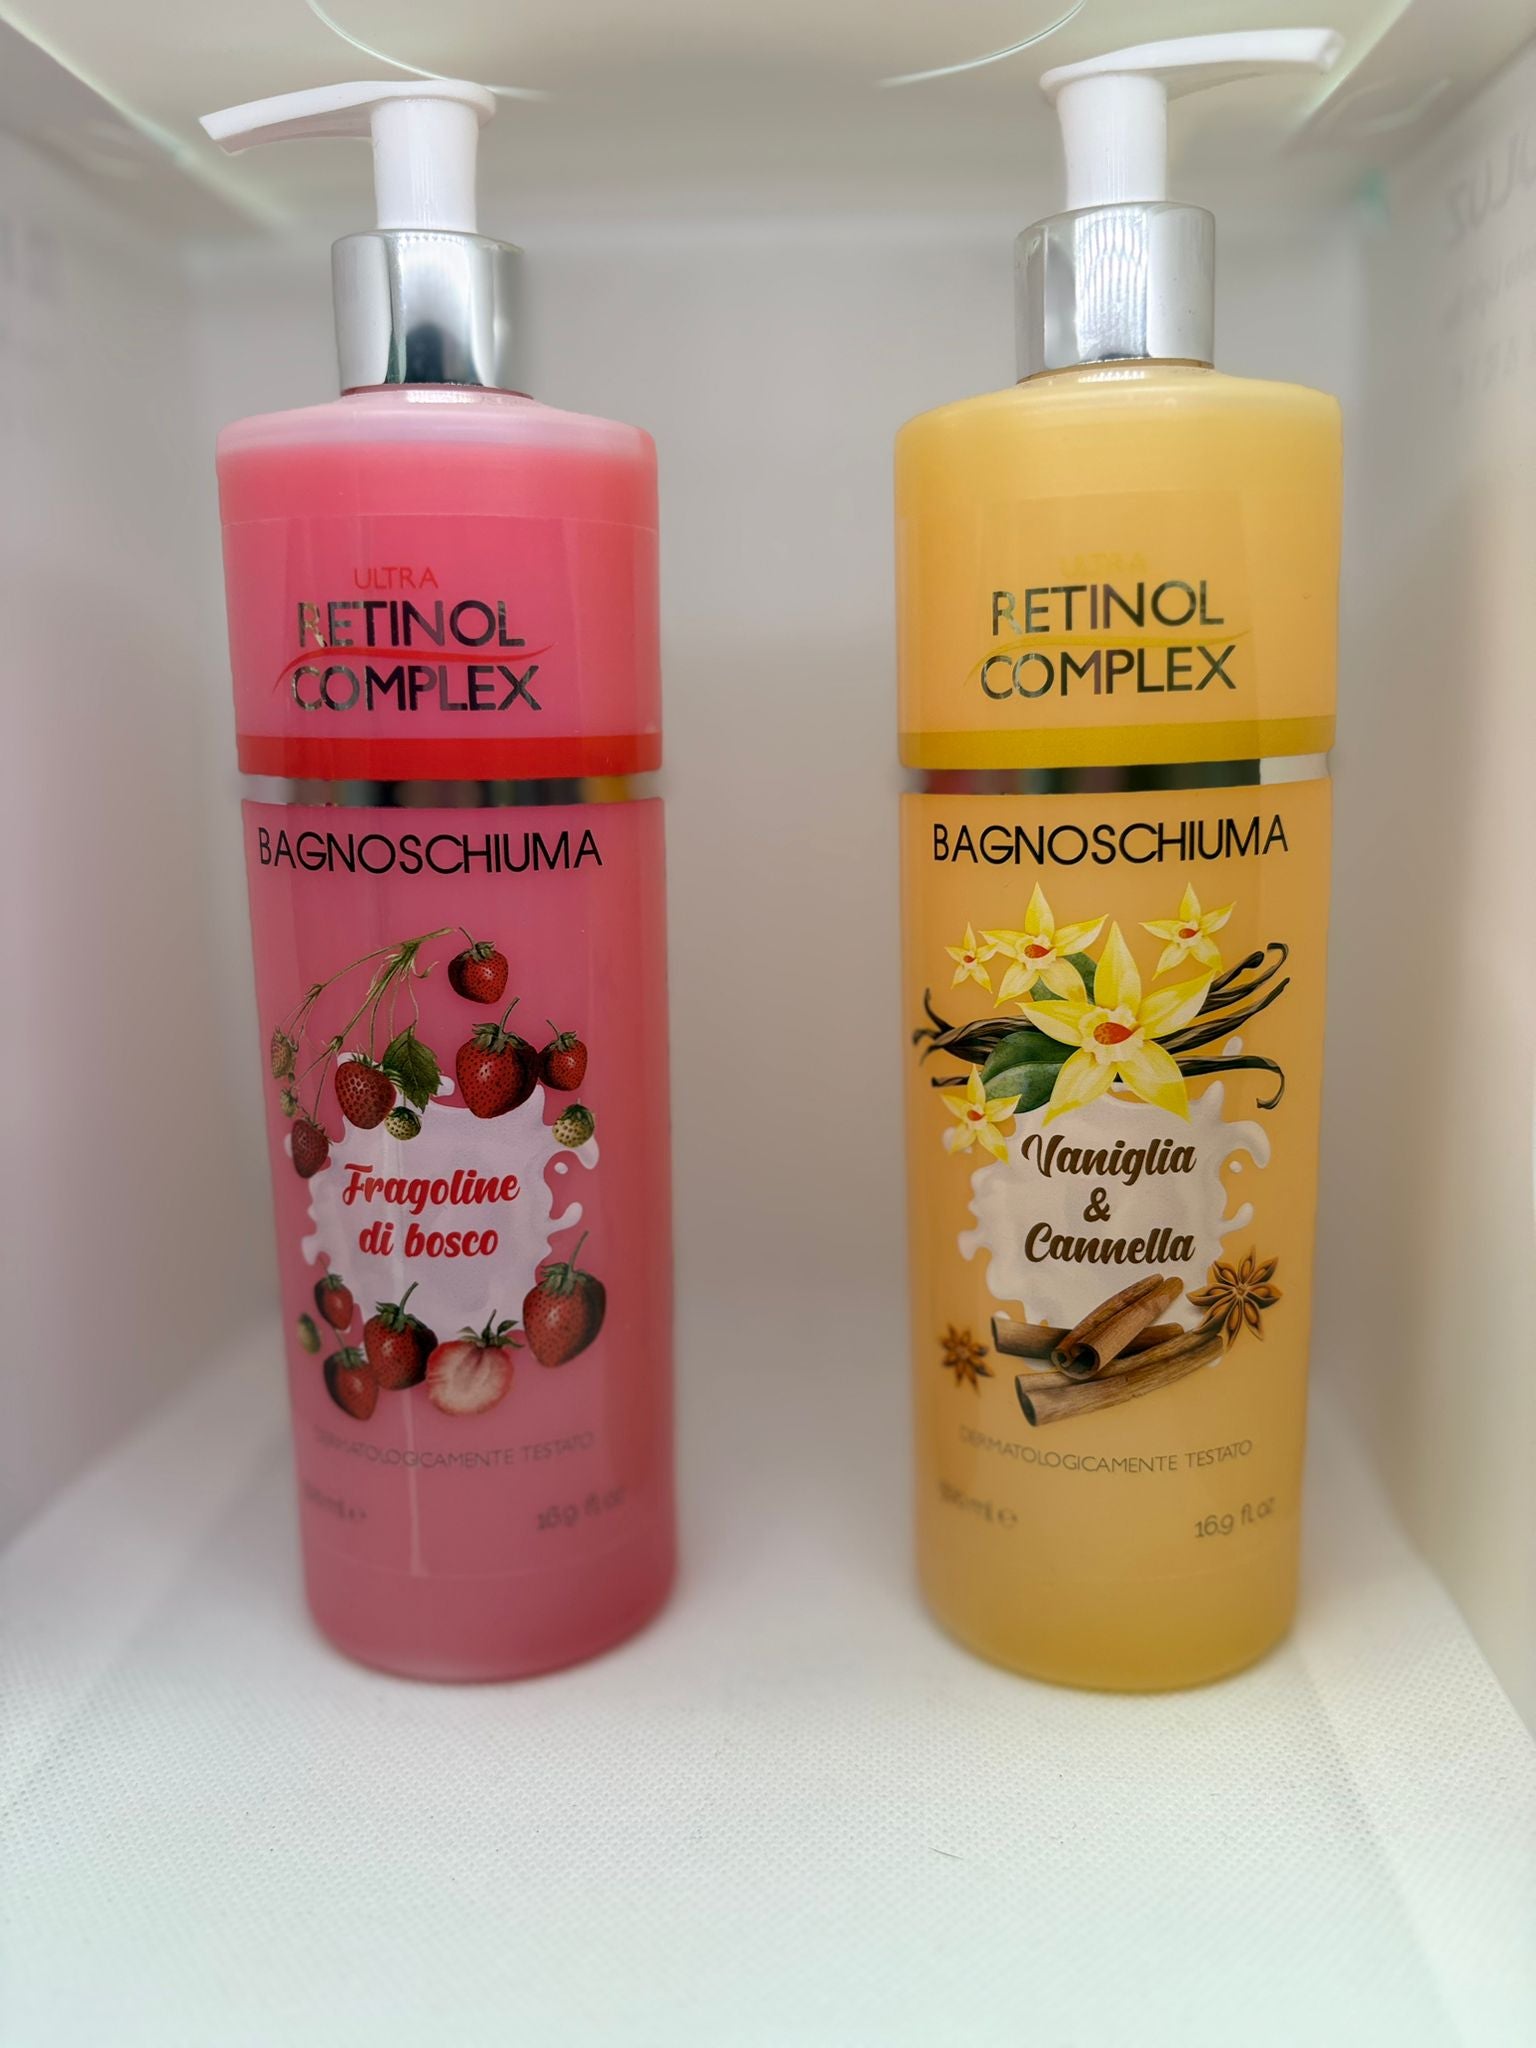 ULTRA
RETINOL
COMPLEX
BAGNOSCHIUMA
Fragoline
di bosco
DERMATOLOGICAMENTE TESTATO
16.9 fl oz
ULTRA
RETINOL
COMPLEX
BAGNOSCHIUMA
Vaniglia
&
Cannella
DERMATOLOGICAMENTE TESTATO
16.9 fl. oz